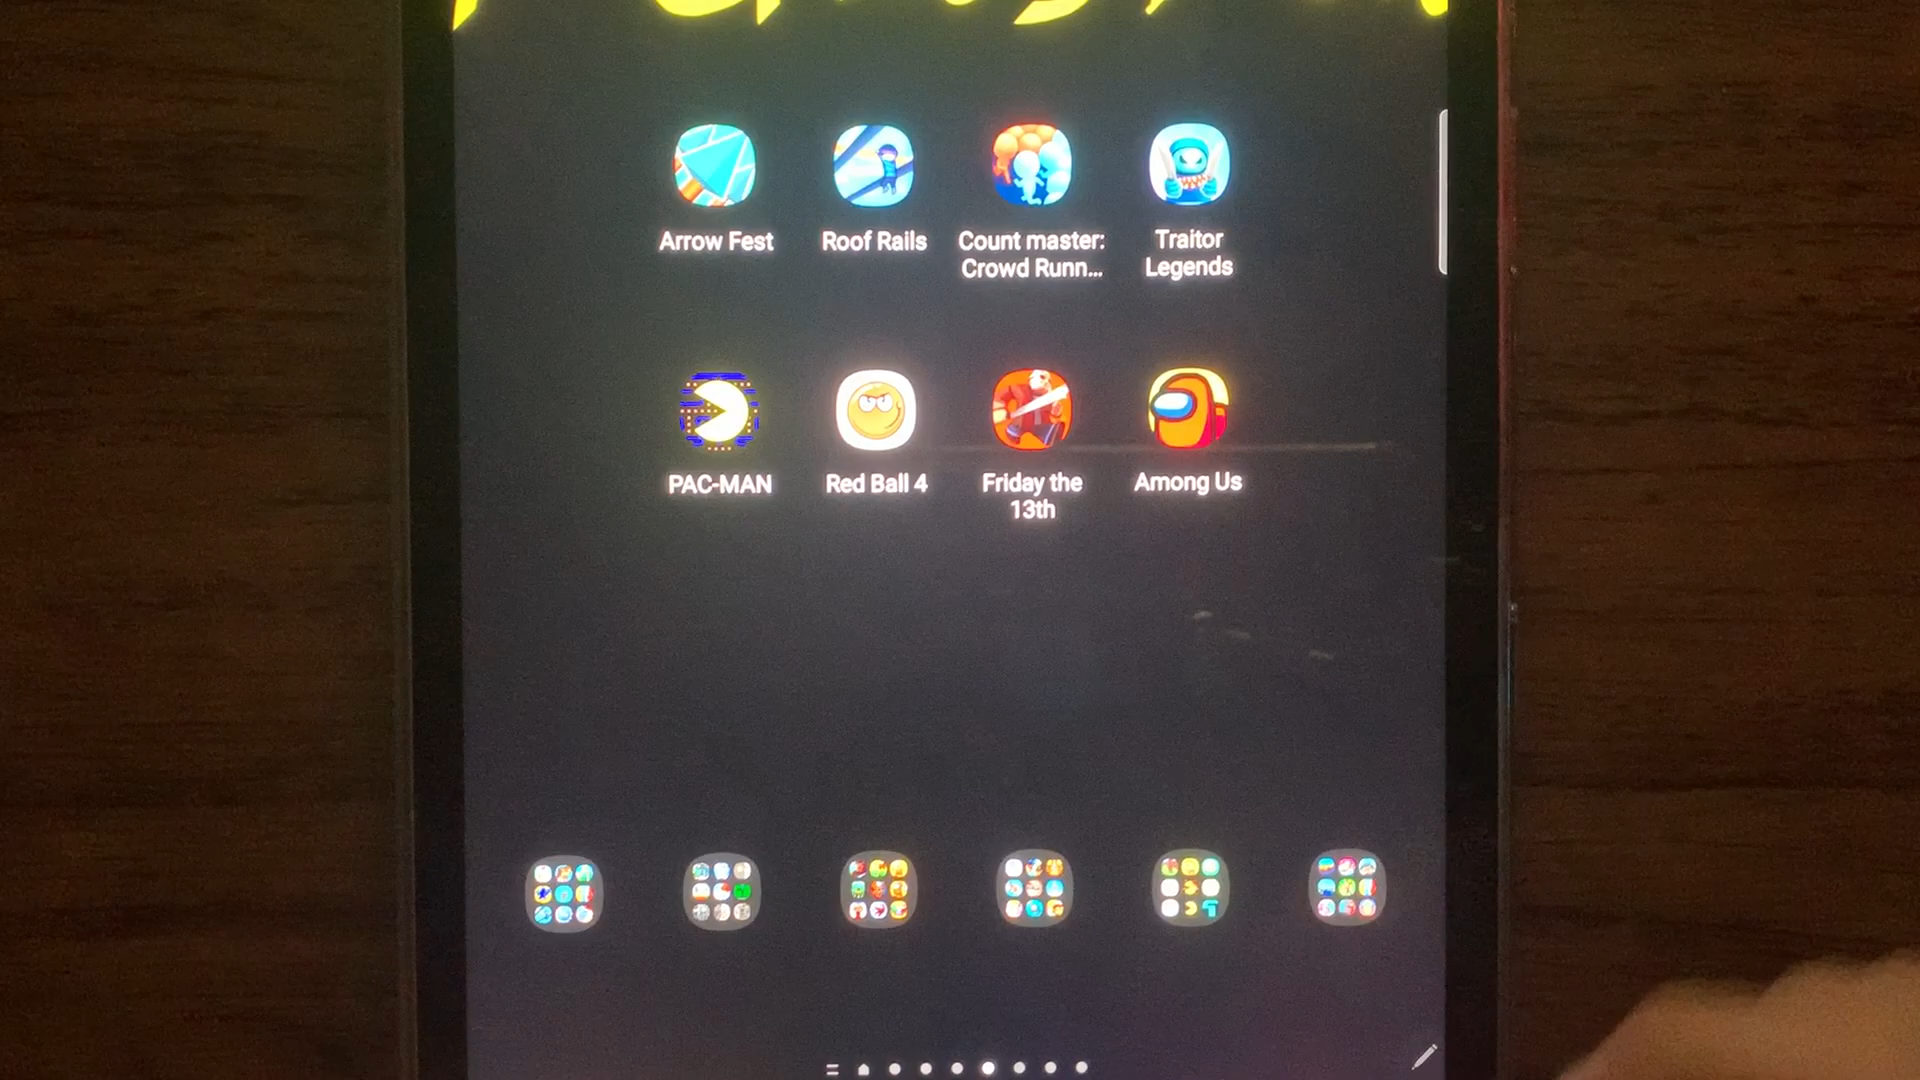 Arrow Fest
Roof Rails
Count master:
Crowd Runn...
Traitor
Legends
PAC-MAN
Red Ball 4
Friday the
13th
Among Us